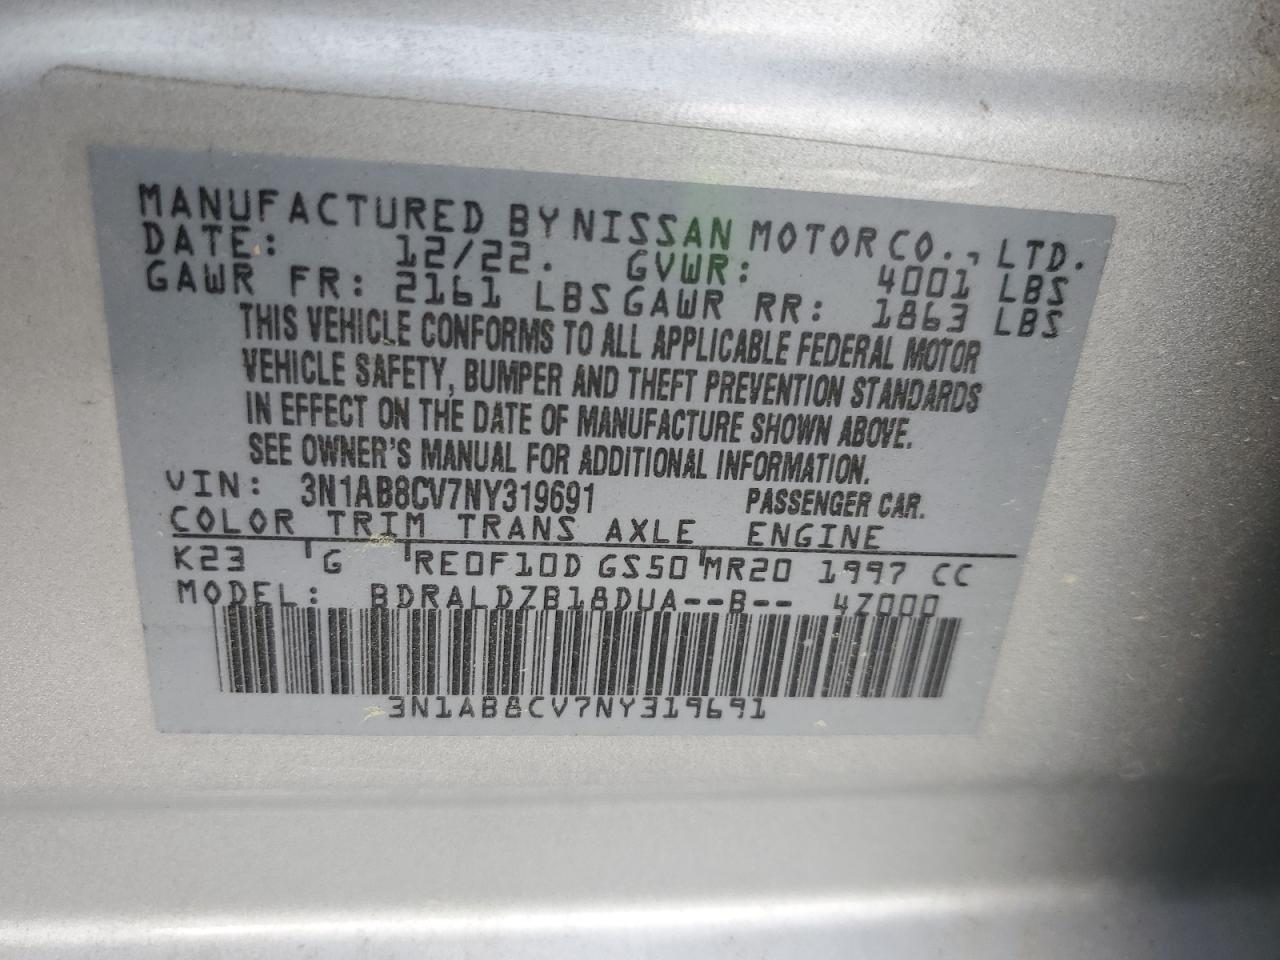 MANUFACTURED BY NISSAN MOTOR CO., LTD.
DATE: 12/22. GVWR: 4001 LBS
GAWR FR: 2161 LBS GAWR RR: 1863 LBS
THIS VEHICLE CONFORMS TO ALL APPLICABLE FEDERAL MOTOR
VEHICLE SAFETY, BUMPER AND THEFT PREVENTION STANDARDS
IN EFFECT ON THE DATE OF MANUFACTURE SHOWN ABOVE.
SEE OWNER'S MANUAL FOR ADDITIONAL INFORMATION.
VIN: 3N1AB8CV7NY319691 PASSENGER CAR.
COLOR TRIM TRANS AXLE ENGINE
K23 G RE0F10D GS50 MR20 1997 CC
MODEL: BDRALDZB18DUA--B-- 4Z000
3N1AB8CV7NY319691